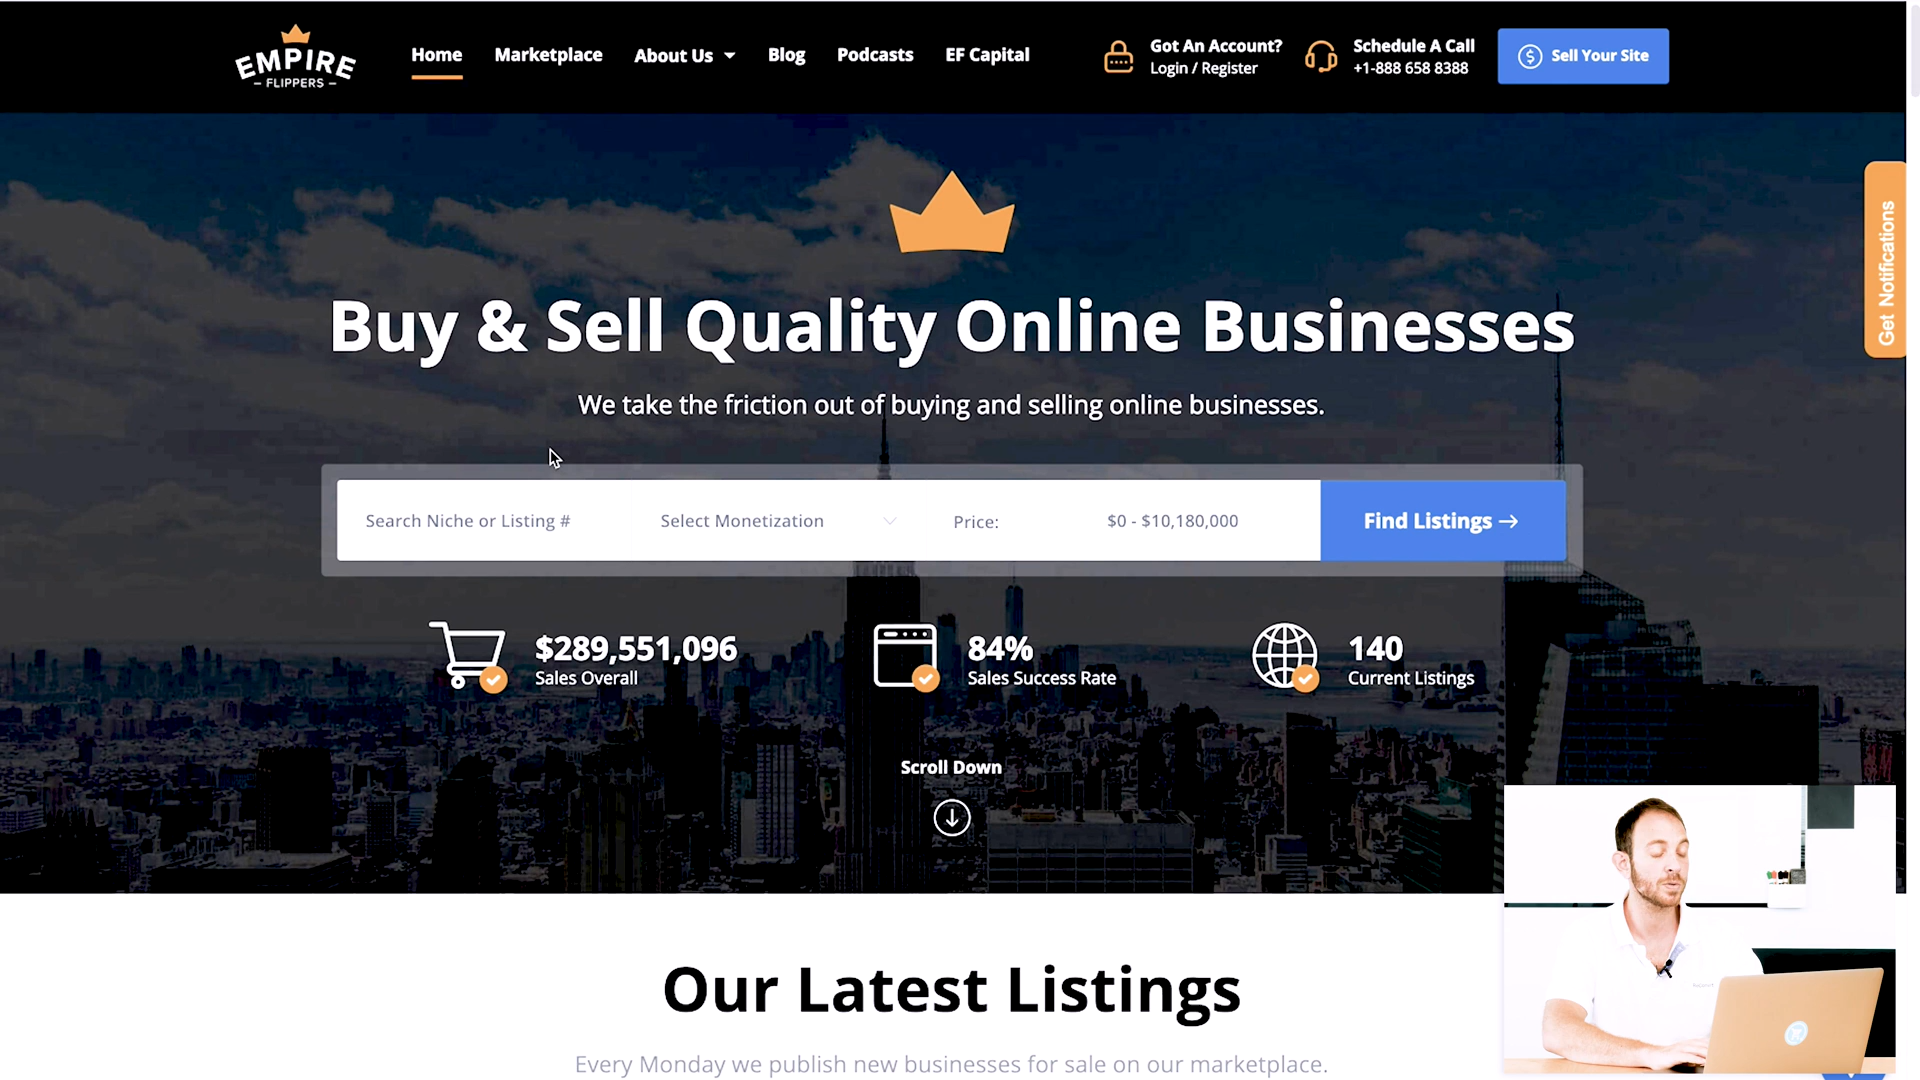 EMPIRE
FLIPPERS
Home
Marketplace
About Us
Blog
Podcasts
EF Capital
Got An Account?
Login / Register
Schedule A Call
+1-888 658 8388
Sell Your Site
Get Notifications
Buy & Sell Quality Online Businesses
We take the friction out of buying and selling online businesses.
Search Niche or Listing #
Select Monetization
Price:
$0 - $10,180,000
Find Listings
$289,551,096
Sales Overall
84%
Sales Success Rate
140
Current Listings
Scroll Down
Our Latest Listings
Every Monday we publish new businesses for sale on our marketplace.